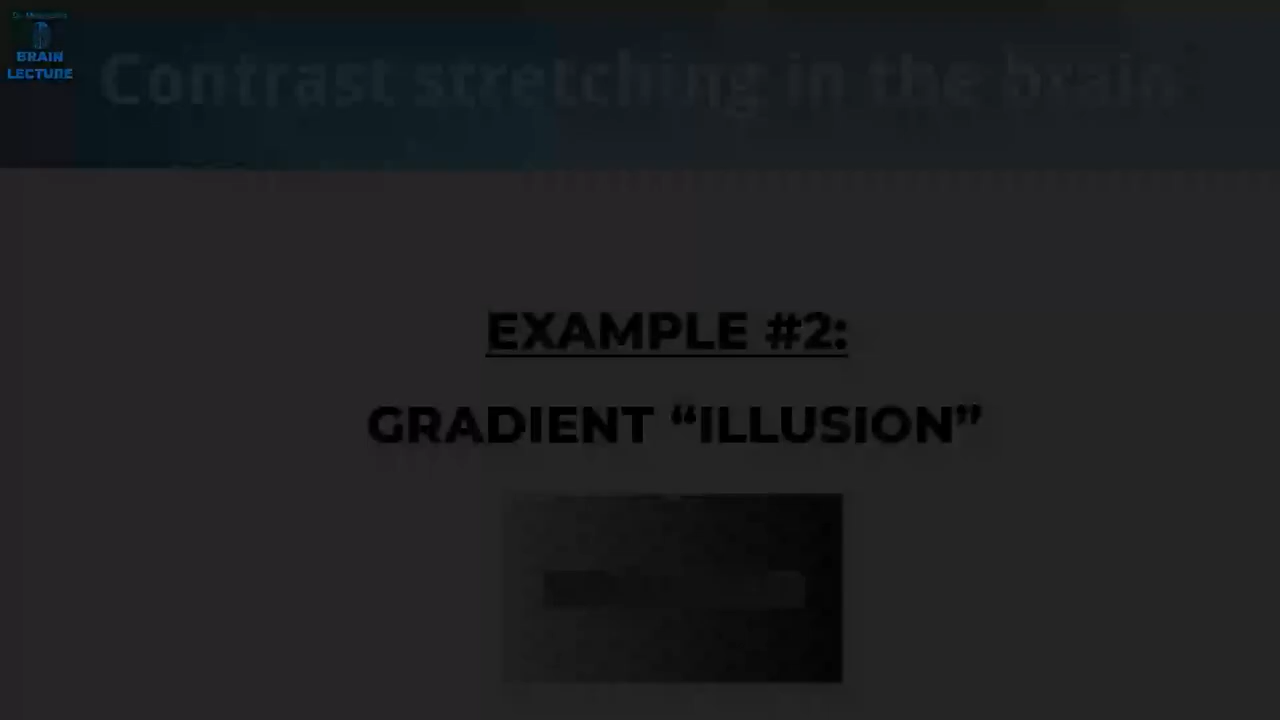 BRAIN
LECTURE
Contrast stretching in the brain
EXAMPLE #2:
GRADIENT “ILLUSION”